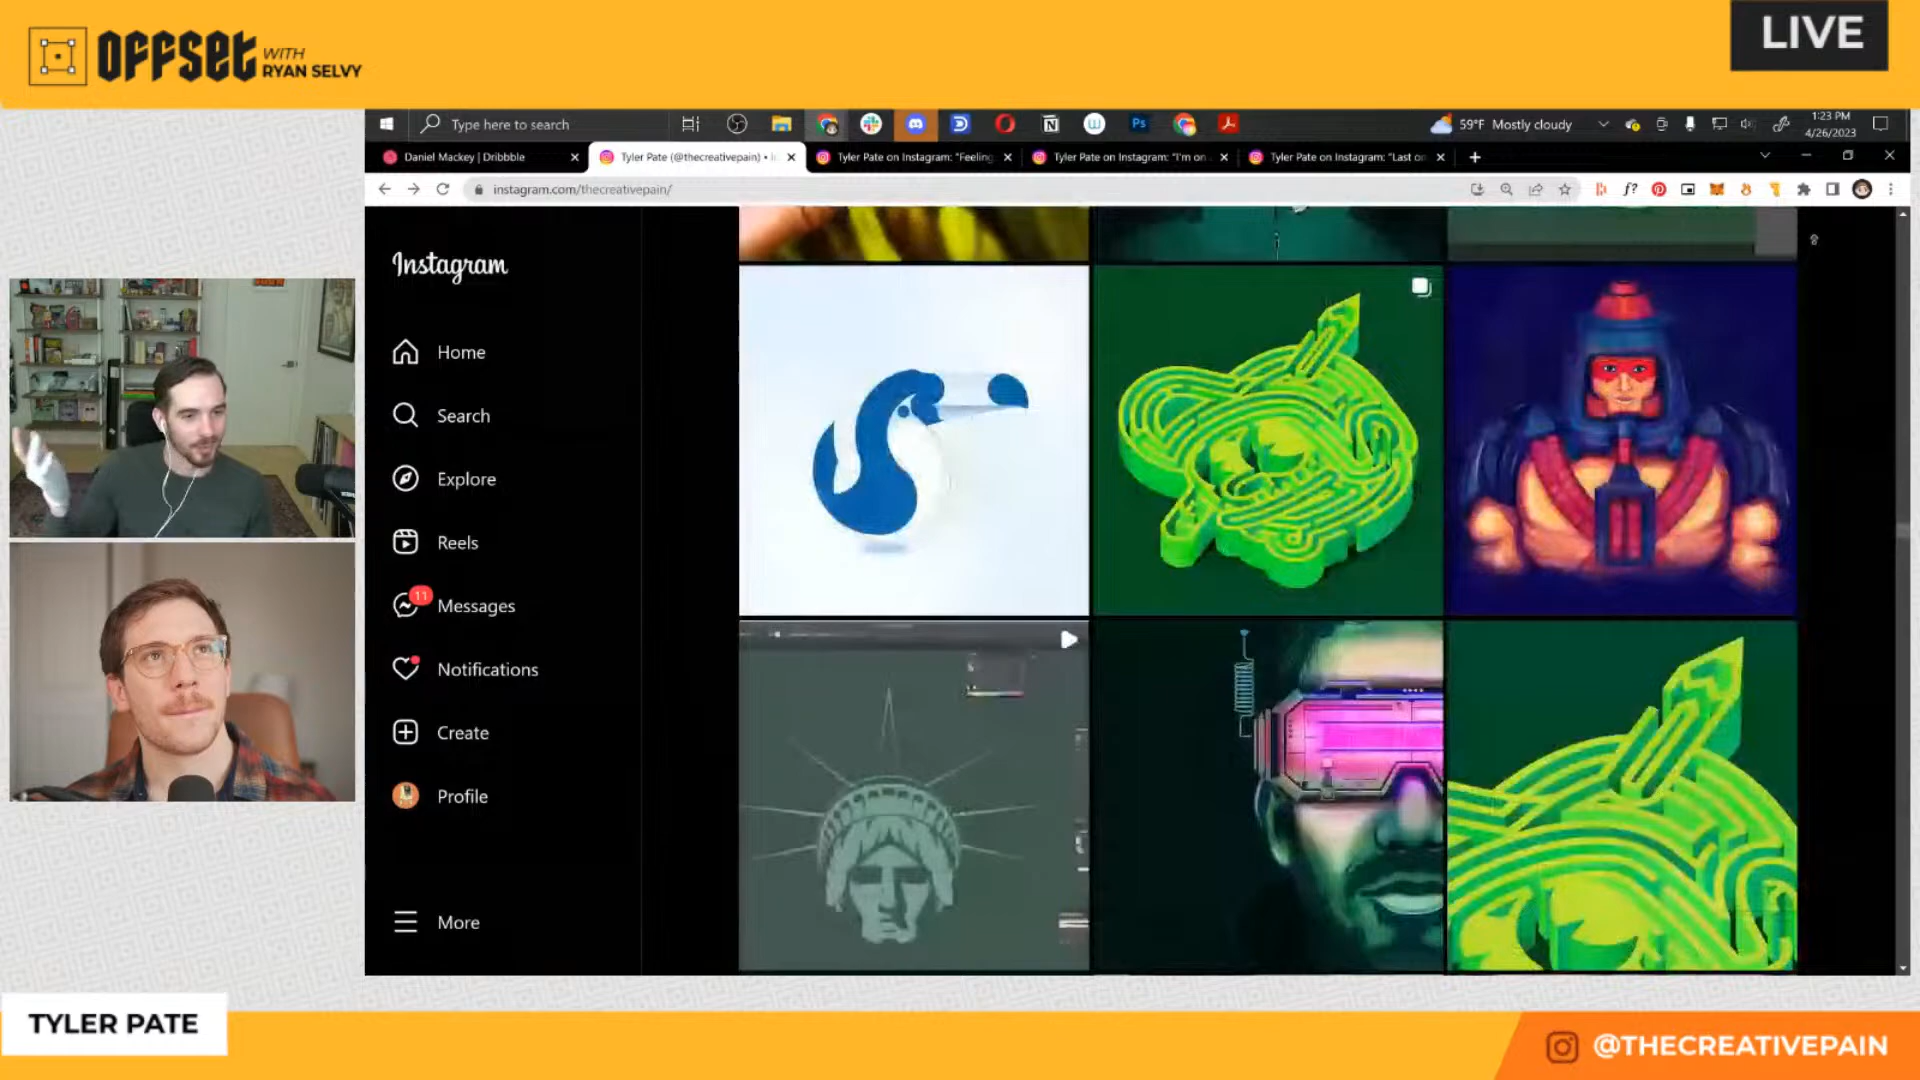 OFFSET WITH
RYAN SELVY
LIVE
Type here to search
Ps
59°F Mostly cloudy
1:23 PM
4/26/2023
Daniel Mackey | Dribbble
Tyler Pate (@thecreativepain) •
Tyler Pate on Instagram: "Feeling
Tyler Pate on Instagram: "I'm on
Tyler Pate on Instagram: "Last on
instagram.com/thecreativepain/
f?
Instagram
Home
Search
Explore
Reels
11
Messages
Notifications
Create
Profile
More
TYLER PATE
@THECREATIVEPAIN